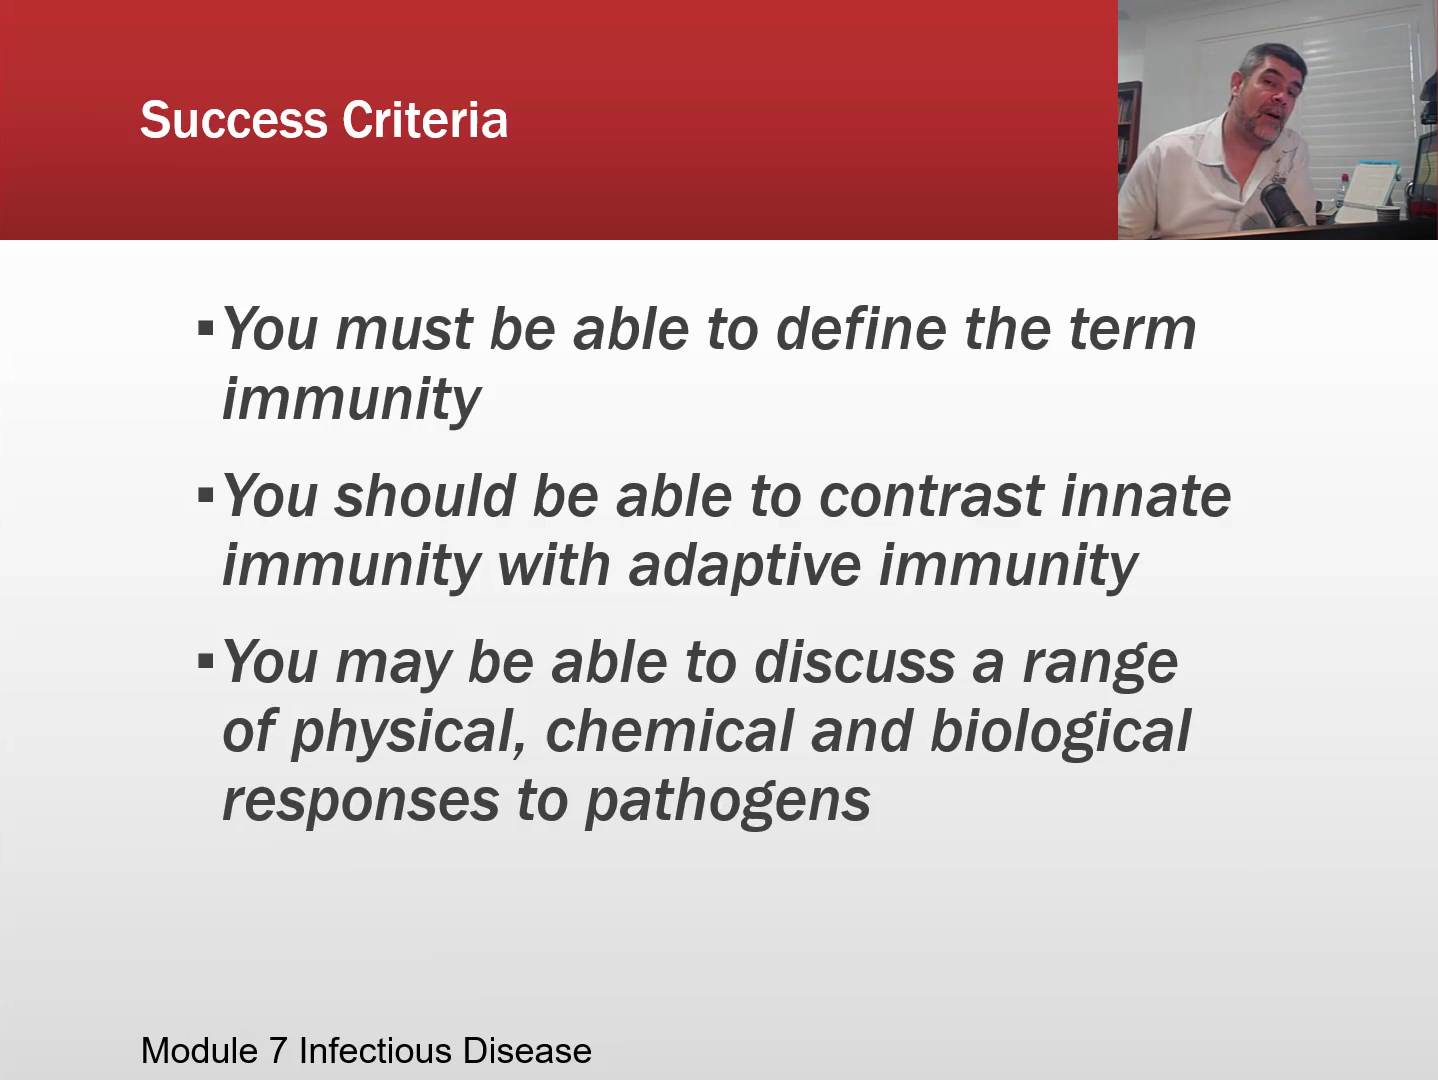 Success Criteria
▪You must be able to define the term
immunity
▪You should be able to contrast innate
immunity with adaptive immunity
▪You may be able to discuss a range
of physical, chemical and biological
responses to pathogens
Module 7 Infectious Disease